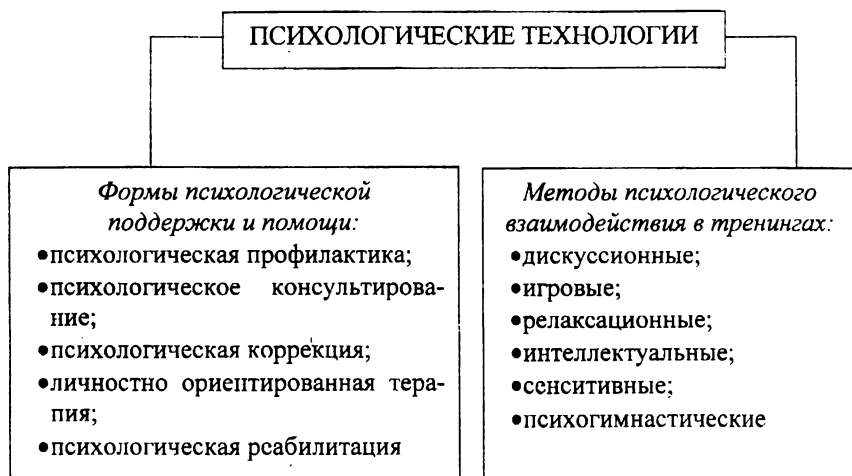 ПСИХОЛОГИЧЕСКИЕ ТЕХНОЛОГИИ
Формы психологической
поддержки и помощи:
•психологическая профилактика;
•психологическое консультирова-
ние;
•психологическая коррекция;
•личностно ориентированная тера-
пия;
•психологическая реабилитация
Методы психологического
взаимодействия в тренингах:
•дискуссионные;
•игровые;
•релаксационные;
•интеллектуальные;
•сенситивные;
•психогимнастические